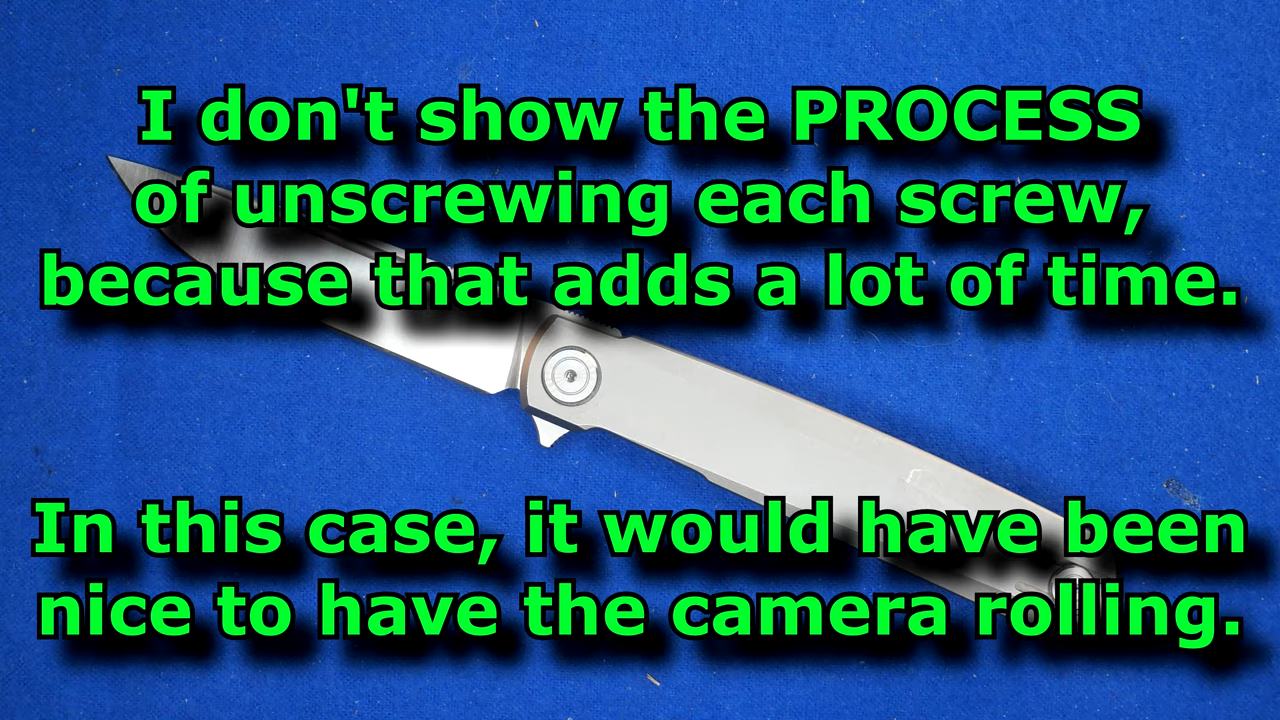 I don't show the PROCESS
of unscrewing each screw,
because that adds a lot of time.
In this case, it would have been
nice to have the camera rolling.